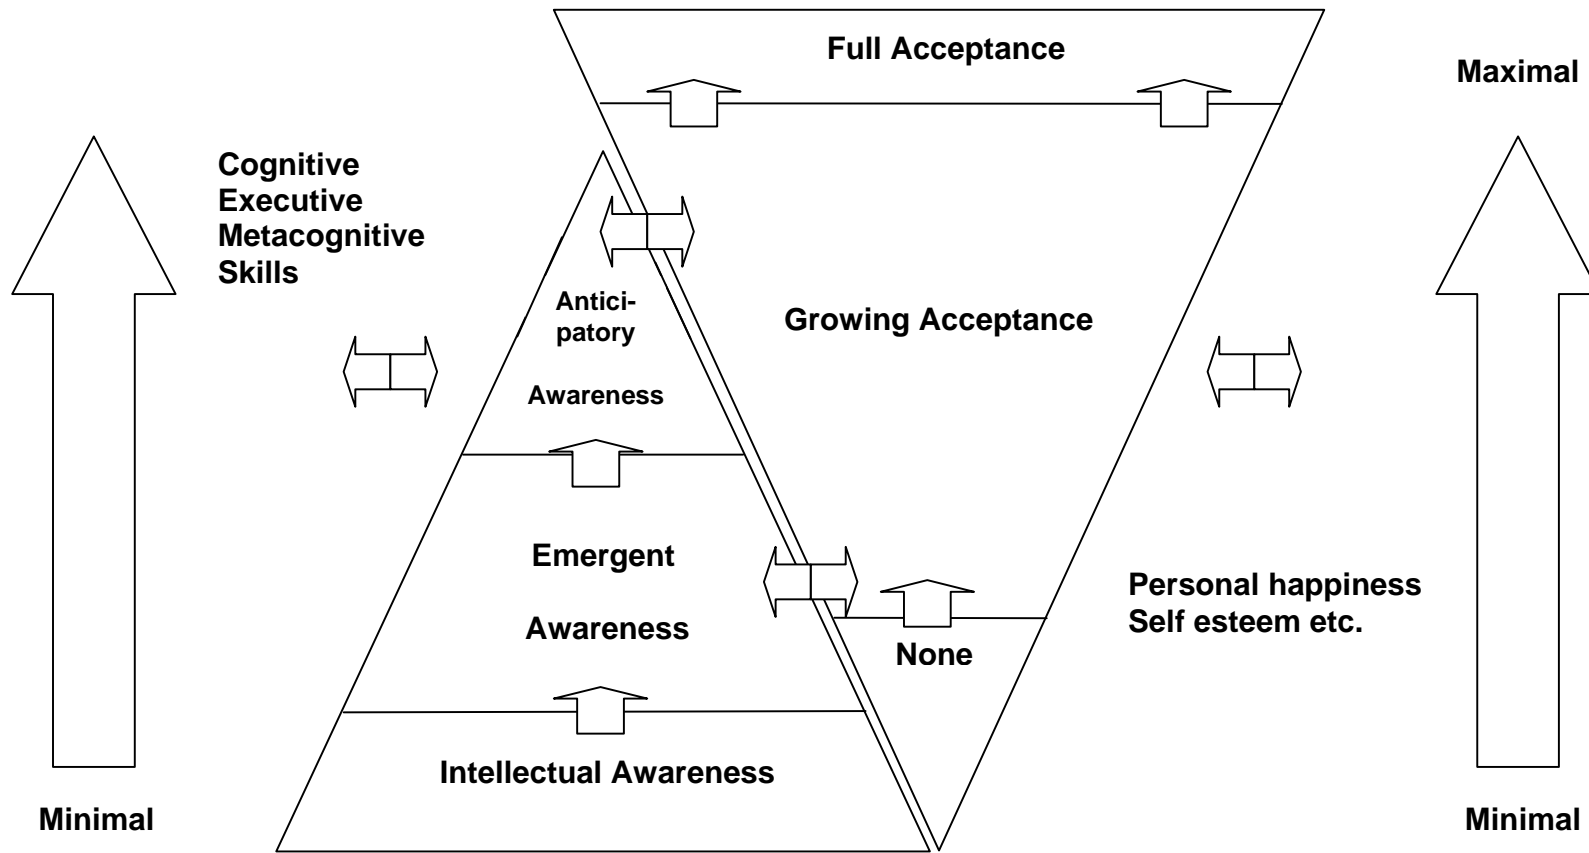 Full Acceptance
Maximal
Cognitive
Executive
Metacognitive
Skills
Antici-
patory
Awareness
Growing Acceptance
Emergent
Awareness
Personal happiness
Self esteem etc.
None
Intellectual Awareness
Minimal
Minimal